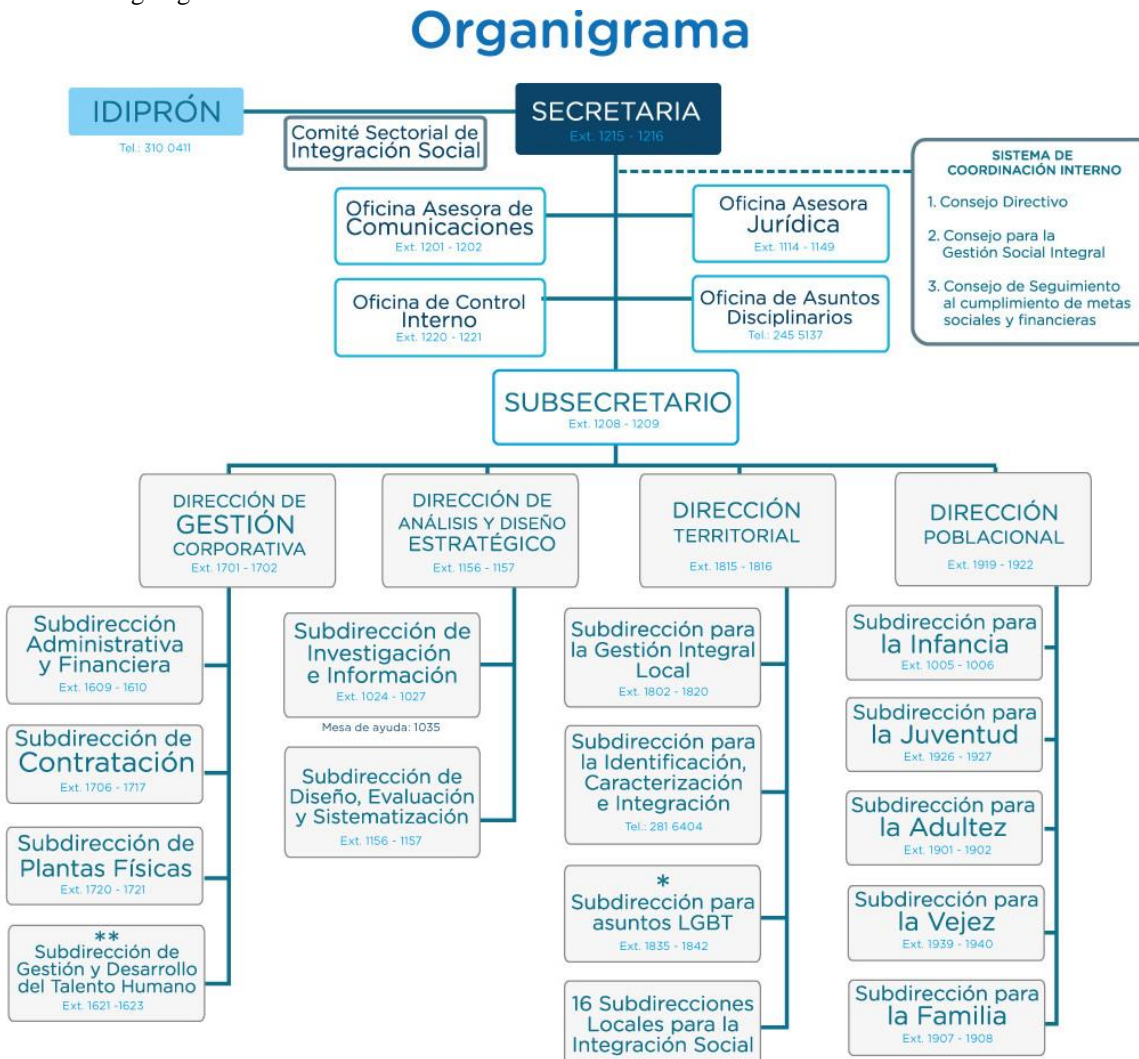 Organigrama
IDIPRÓN
Tel.: 310 0411
Comité Sectorial de
Integración Social
SECRETARIA
Ext. 1215 - 1216
SISTEMA DE
COORDINACIÓN INTERNO
1. Consejo Directivo
2. Consejo para la
Gestión Social Integral
3. Consejo de Seguimiento
al cumplimiento de metas
sociales y financieras
Oficina Asesora de
Comunicaciones
Ext. 1201 - 1202
Oficina Asesora
Jurídica
Ext. 1114 - 1149
Oficina de Control
Interno
Ext. 1220 - 1221
Oficina de Asuntos
Disciplinarios
Tel.: 245 5137
SUBSECRETARIO
Ext. 1208 - 1209
DIRECCIÓN DE
GESTIÓN
CORPORATIVA
Ext. 1701 - 1702
DIRECCIÓN DE
ANÁLISIS Y DISEÑO
ESTRATÉGICO
Ext. 1156 - 1157
DIRECCIÓN
TERRITORIAL
Ext. 1815 - 1816
DIRECCIÓN
POBLACIONAL
Ext. 1919 - 1922
Subdirección
Administrativa
y Financiera
Ext. 1609 - 1610
Subdirección de
Contratación
Ext. 1706 - 1717
Subdirección de
Plantas Físicas
Ext. 1720 - 1721
**
Subdirección de
Gestión y Desarrollo
del Talento Humano
Ext. 1621 -1623
Subdirección de
Investigación
e Información
Ext. 1024 - 1027
Mesa de ayuda: 1035
Subdirección de
Diseño, Evaluación
y Sistematización
Ext. 1156 - 1157
Subdirección para
la Gestión Integral
Local
Ext. 1802 - 1820
Subdirección para
la Identificación,
Caracterización
e Integración
Tel.: 281 6404
*
Subdirección para
asuntos LGBT
Ext. 1835 - 1842
16 Subdirecciones
Locales para la
Integración Social
Subdirección para
la Infancia
Ext. 1005 - 1006
Subdirección para
la Juventud
Ext. 1926 - 1927
Subdirección para
la Adultez
Ext. 1901 - 1902
Subdirección para
la Vejez
Ext. 1939 - 1940
Subdirección para
la Familia
Ext. 1907 - 1908